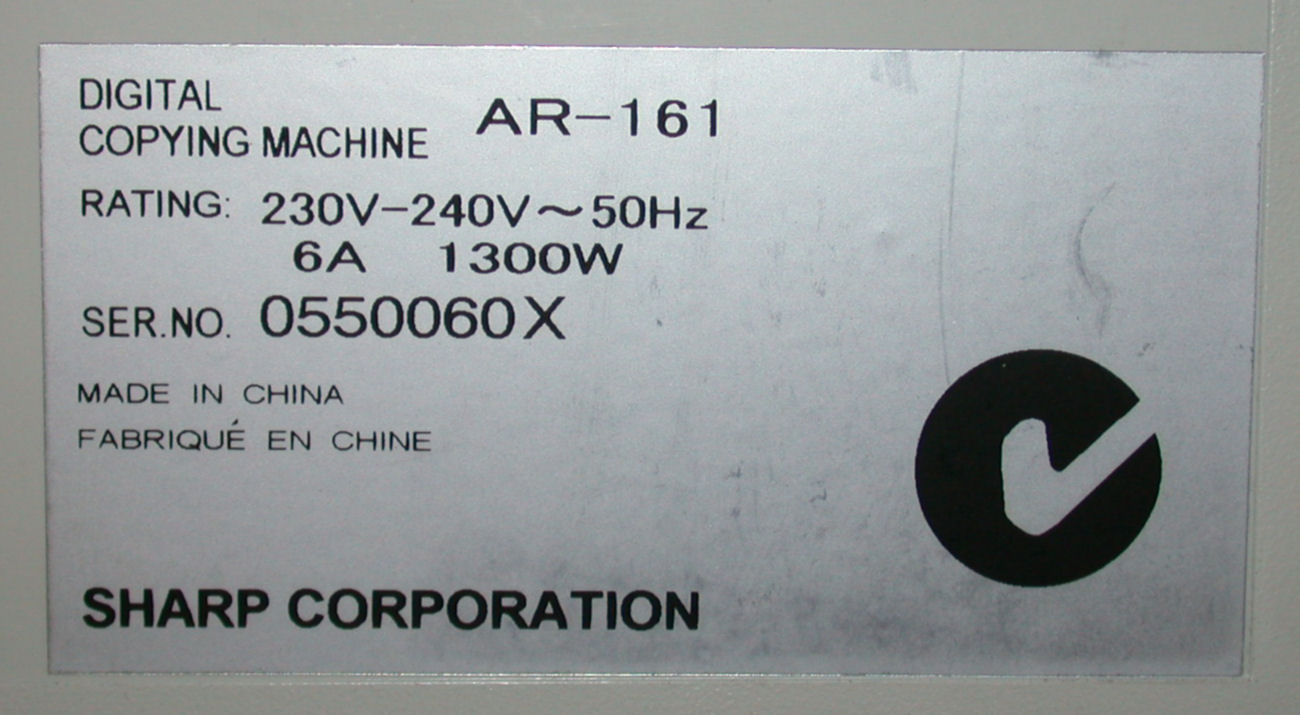 DIGITAL
COPYING MACHINE AR-161
RATING: 230V-240V~50Hz
6A 1300W
SER.NO. 0550060X
MADE IN CHINA
FABRIQUÉ EN CHINE
SHARP CORPORATION